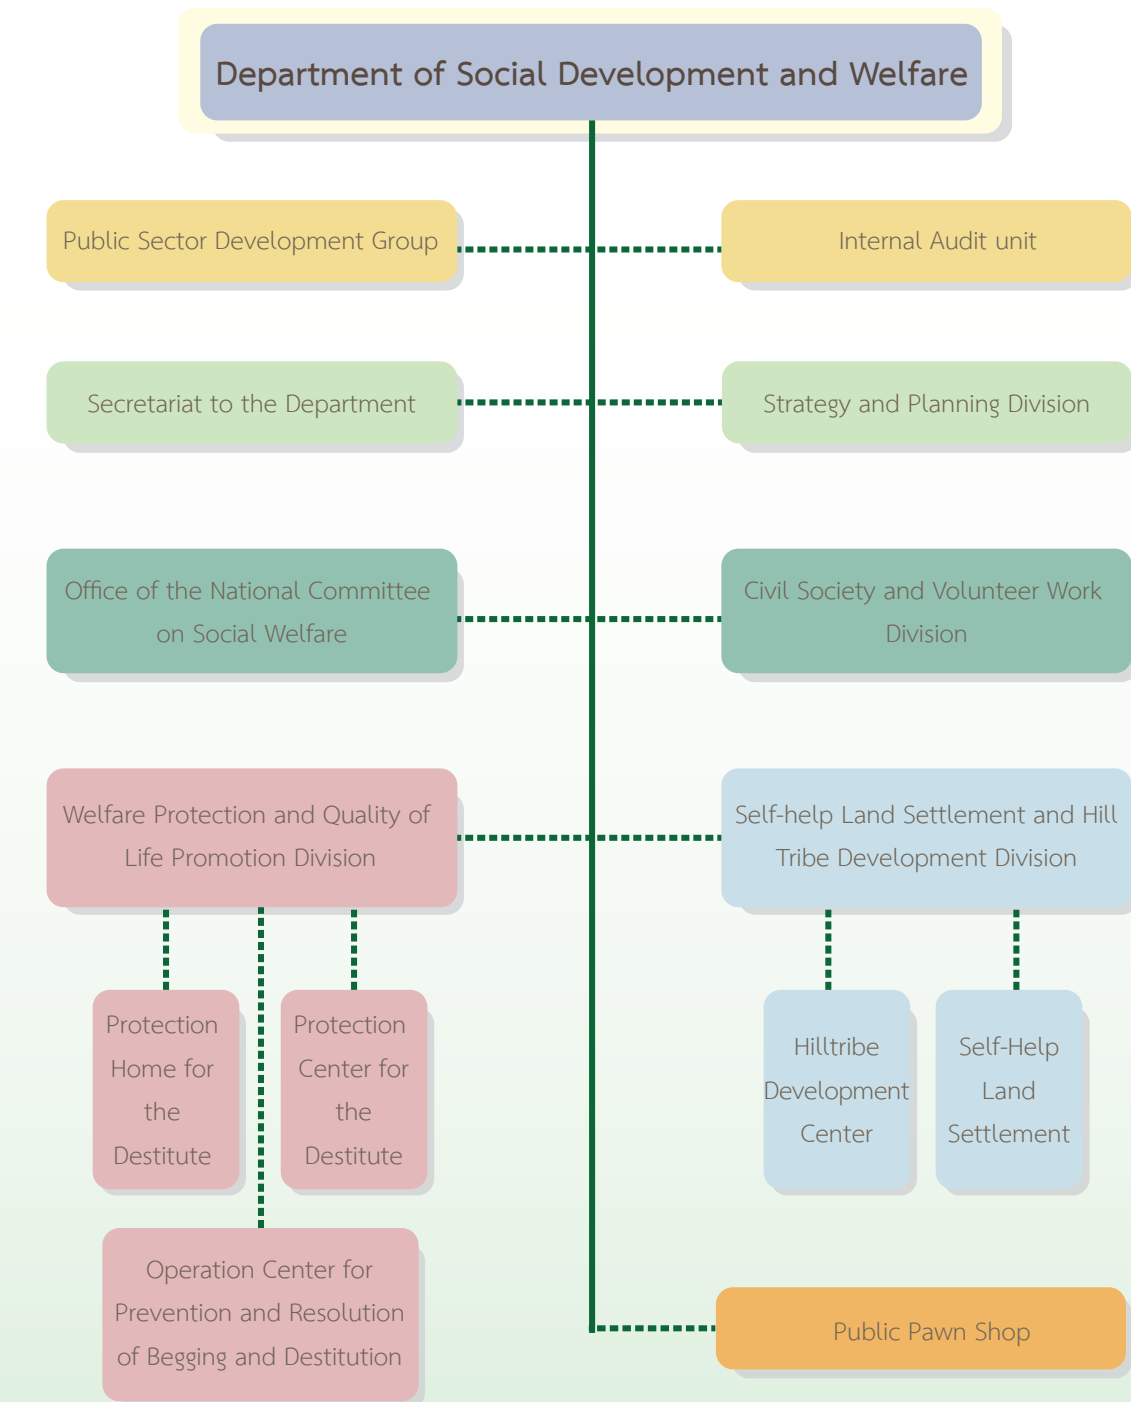 Department of Social Development and Welfare
Public Sector Development Group
Internal Audit unit
Secretariat to the Department
Strategy and Planning Division
Office of the National Committee
on Social Welfare
Civil Society and Volunteer Work
Division
Welfare Protection and Quality of
Life Promotion Division
Self-help Land Settlement and Hill
Tribe Development Division
Protection
Home for
the
Destitute
Protection
Center for
the
Destitute
Hilltribe
Development
Center
Self-Help
Land
Settlement
Operation Center for
Prevention and Resolution
of Begging and Destitution
Public Pawn Shop